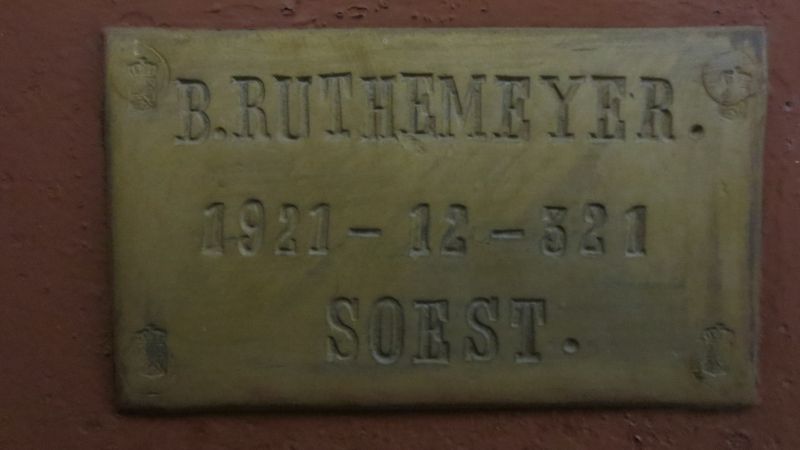 B. RUTHEMEYER.
1921 - 12 - 321
SOEST.